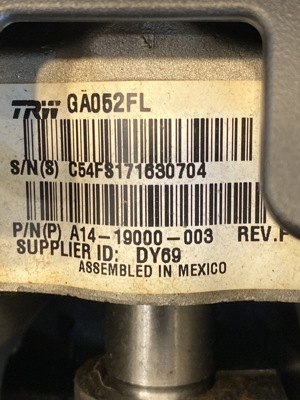 TRW GA052FL
S/N(S) C54FS171630704
P/N(P) A14-19000-003 REV.F
SUPPLIER ID: DY69
ASSEMBLED IN MEXICO